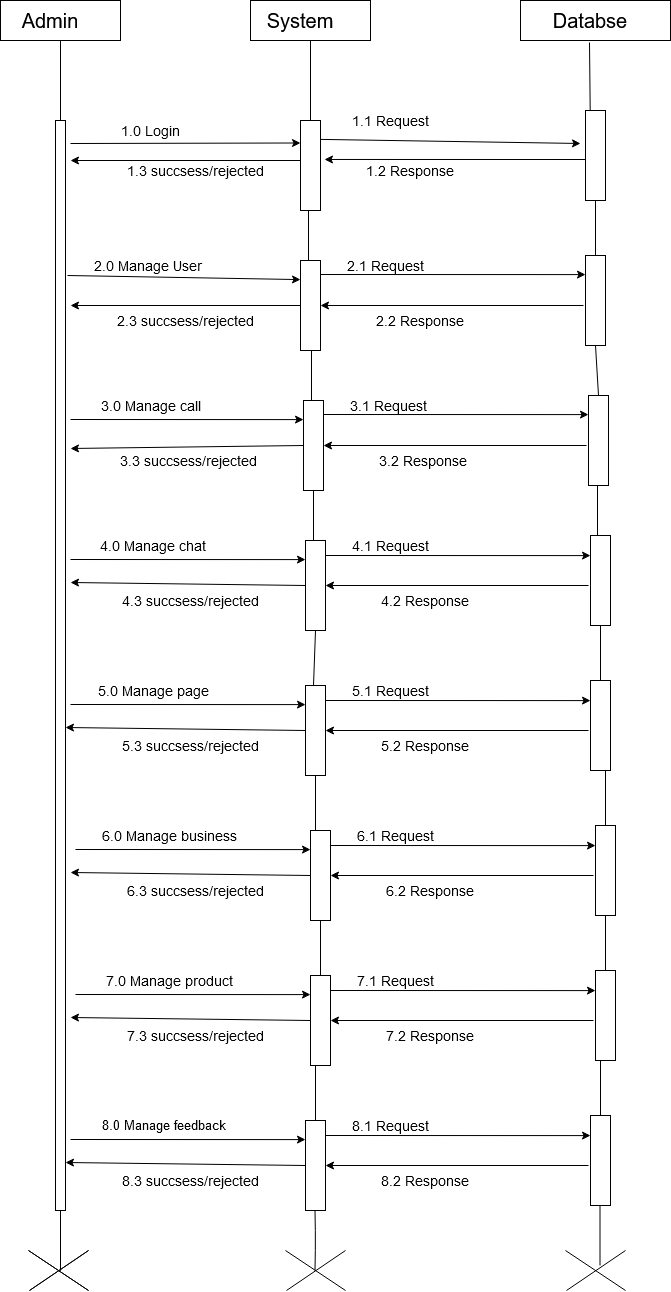 Admin
System
Databse
1.0 Login
1.1 Request
1.3 succsess/rejected
1.2 Response
2.0 Manage User
2.1 Request
2.3 succsess/rejected
2.2 Response
3.0 Manage call
3.1 Request
3.3 succsess/rejected
3.2 Response
4.0 Manage chat
4.1 Request
4.3 succsess/rejected
4.2 Response
5.0 Manage page
5.1 Request
5.3 succsess/rejected
5.2 Response
6.0 Manage business
6.1 Request
6.3 succsess/rejected
6.2 Response
7.0 Manage product
7.1 Request
7.3 succsess/rejected
7.2 Response
8.0 Manage feedback
8.1 Request
8.3 succsess/rejected
8.2 Response